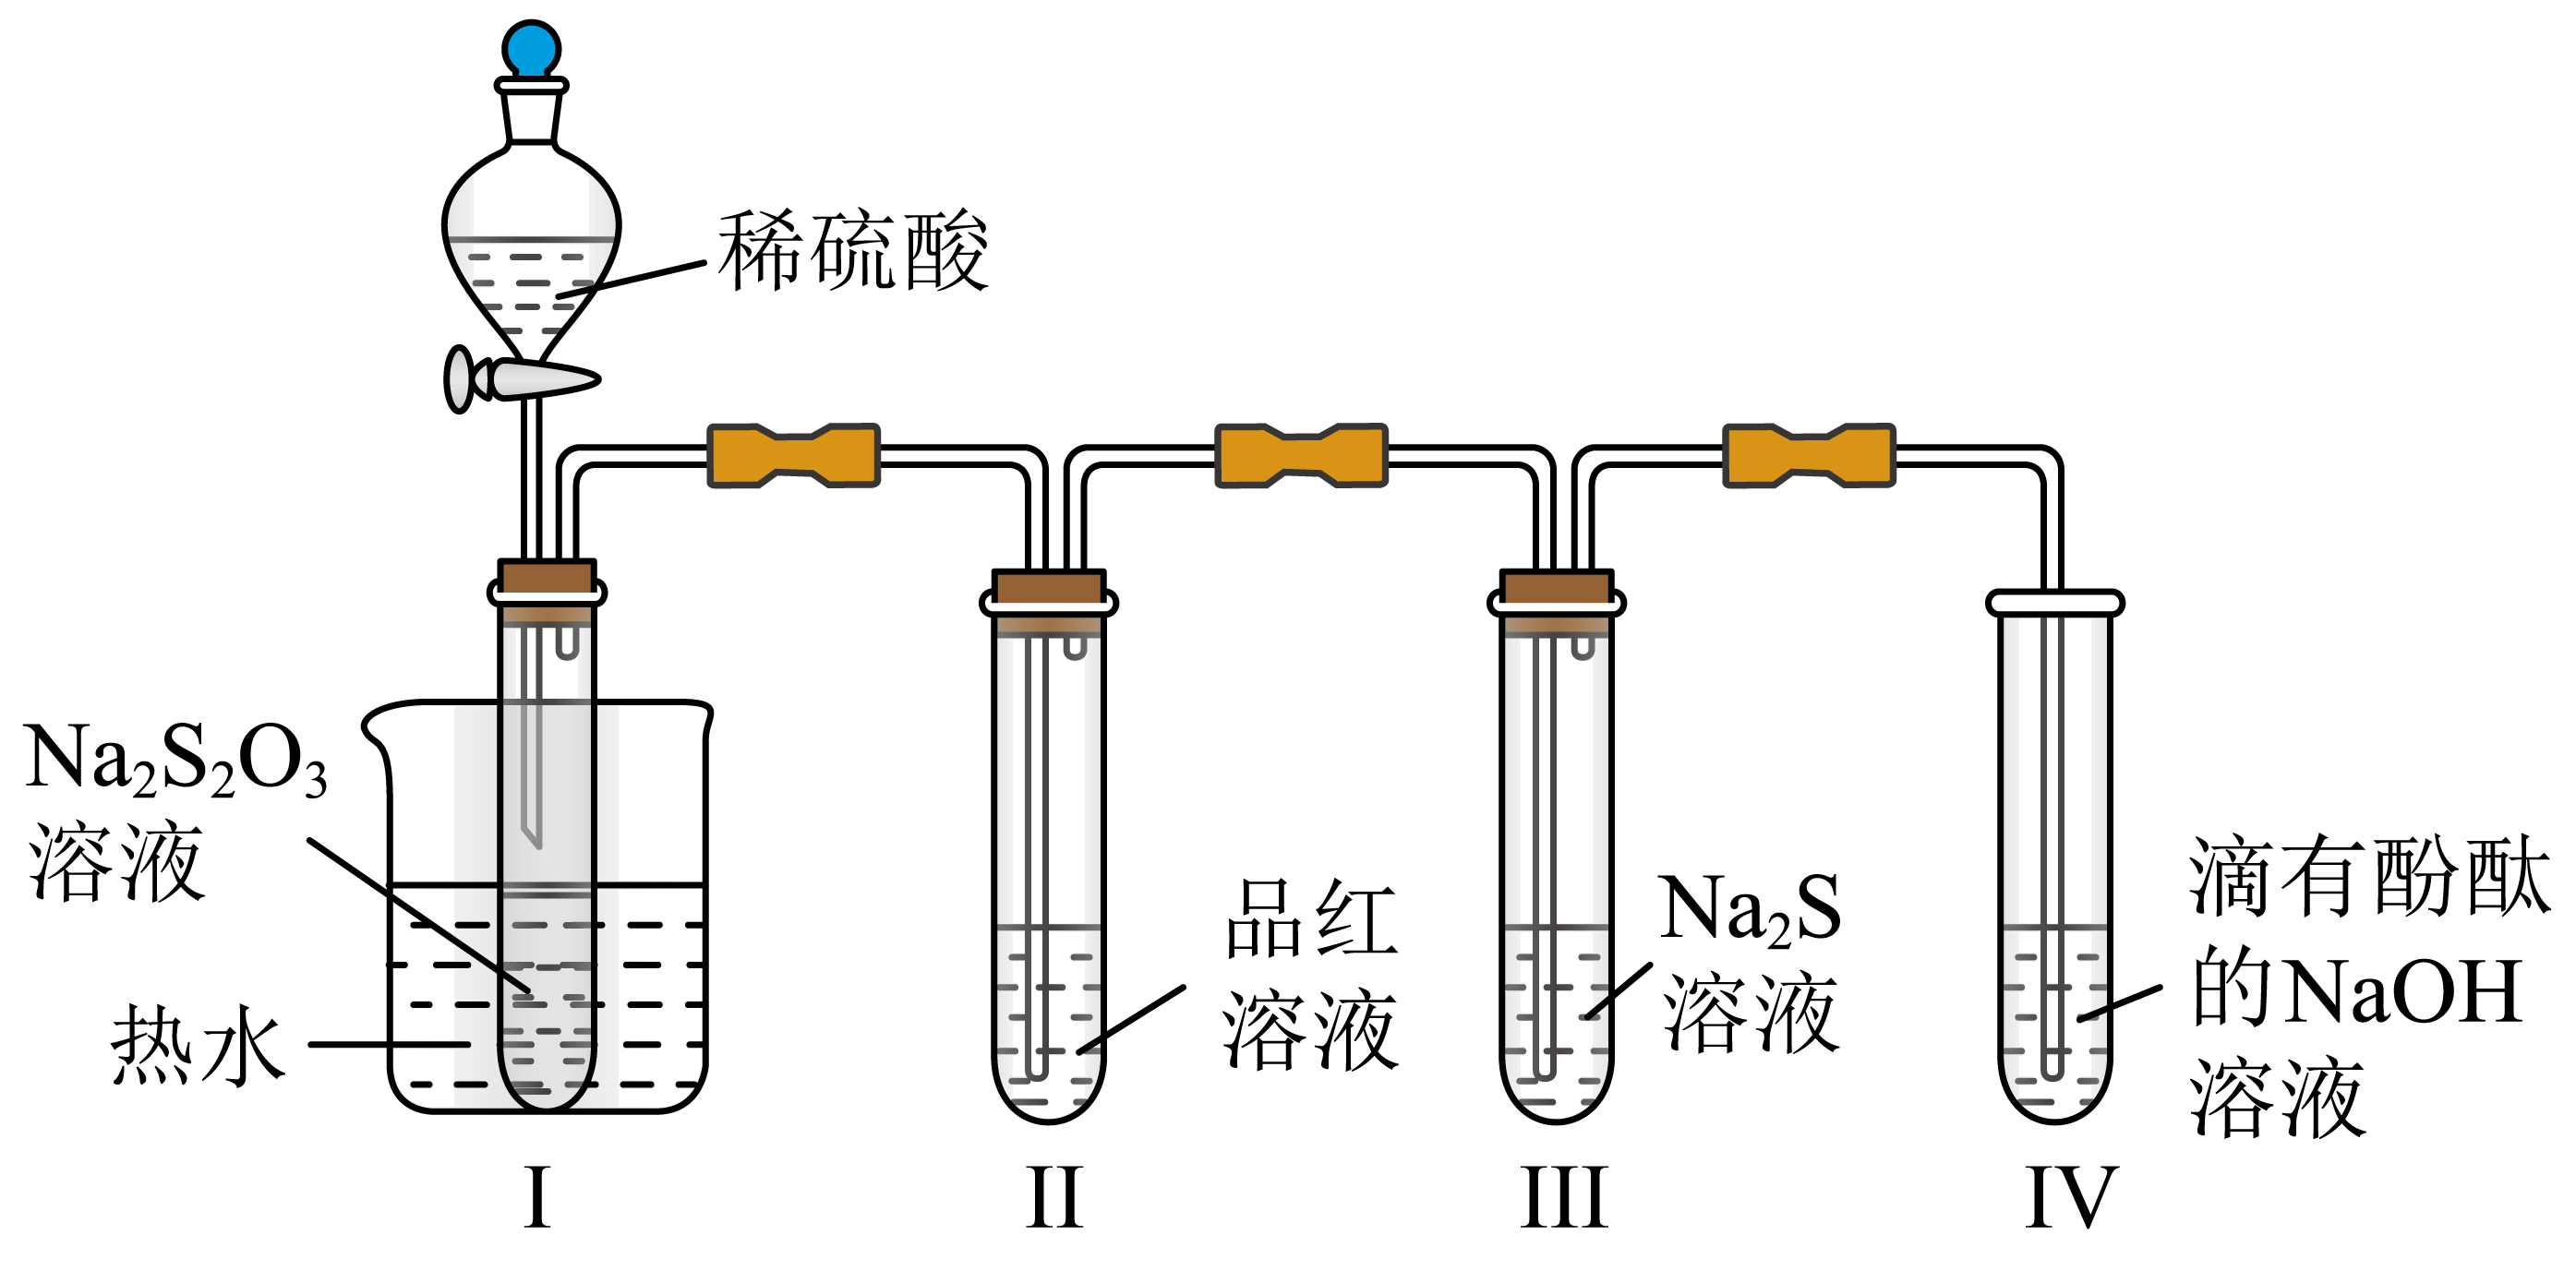 稀硫酸
Na₂S₂O₃
溶液
热水
品红
溶液
Na₂S
溶液
滴有酚酞
的NaOH
溶液
I
II
III
IV